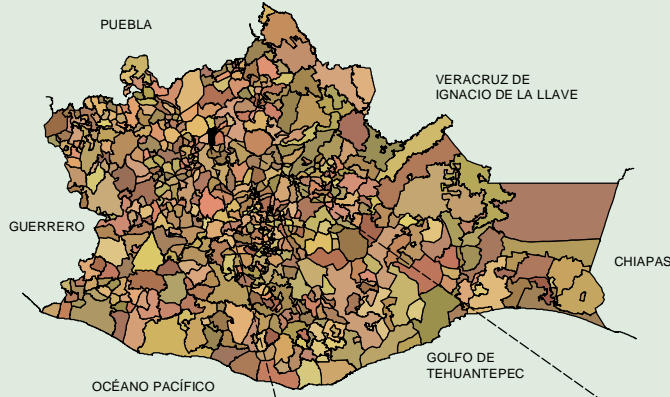 PUEBLA
VERACRUZ DE
IGNACIO DE LA LLAVE
GUERRERO
CHIAPAS
GOLFO DE
TEHUANTEPEC
OCÉANO PACÍFICO